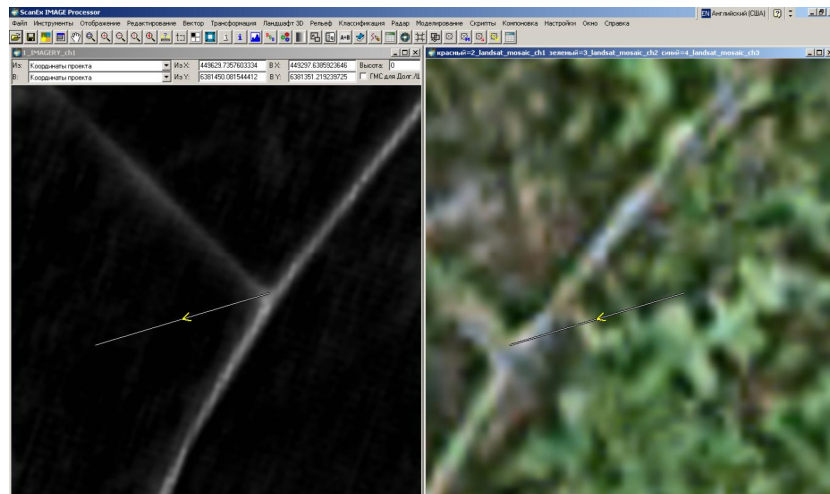 ScanEx IMAGE Processor
EN Английский (США)
Файл Инструменты Отображение Редактирование Вектор Трансформация Ландшафт 3D Рельеф Классификация Радар Моделирование Скрипты Компоновка Настройки Окно Справка
1_IMAGERY_ch1
красный=2_landsat_mosaic_ch1 зеленый=3_landsat_mosaic_ch2 синий=4_landsat_mosaic_ch3
Из: Координаты проекта Из X: 449629.7357603334 В X: 449297.6385923646 Высота: 0
В: Координаты проекта Из Y: 6381450.081544412 В Y: 6381351.219239725 ГМС для Долг./Ш